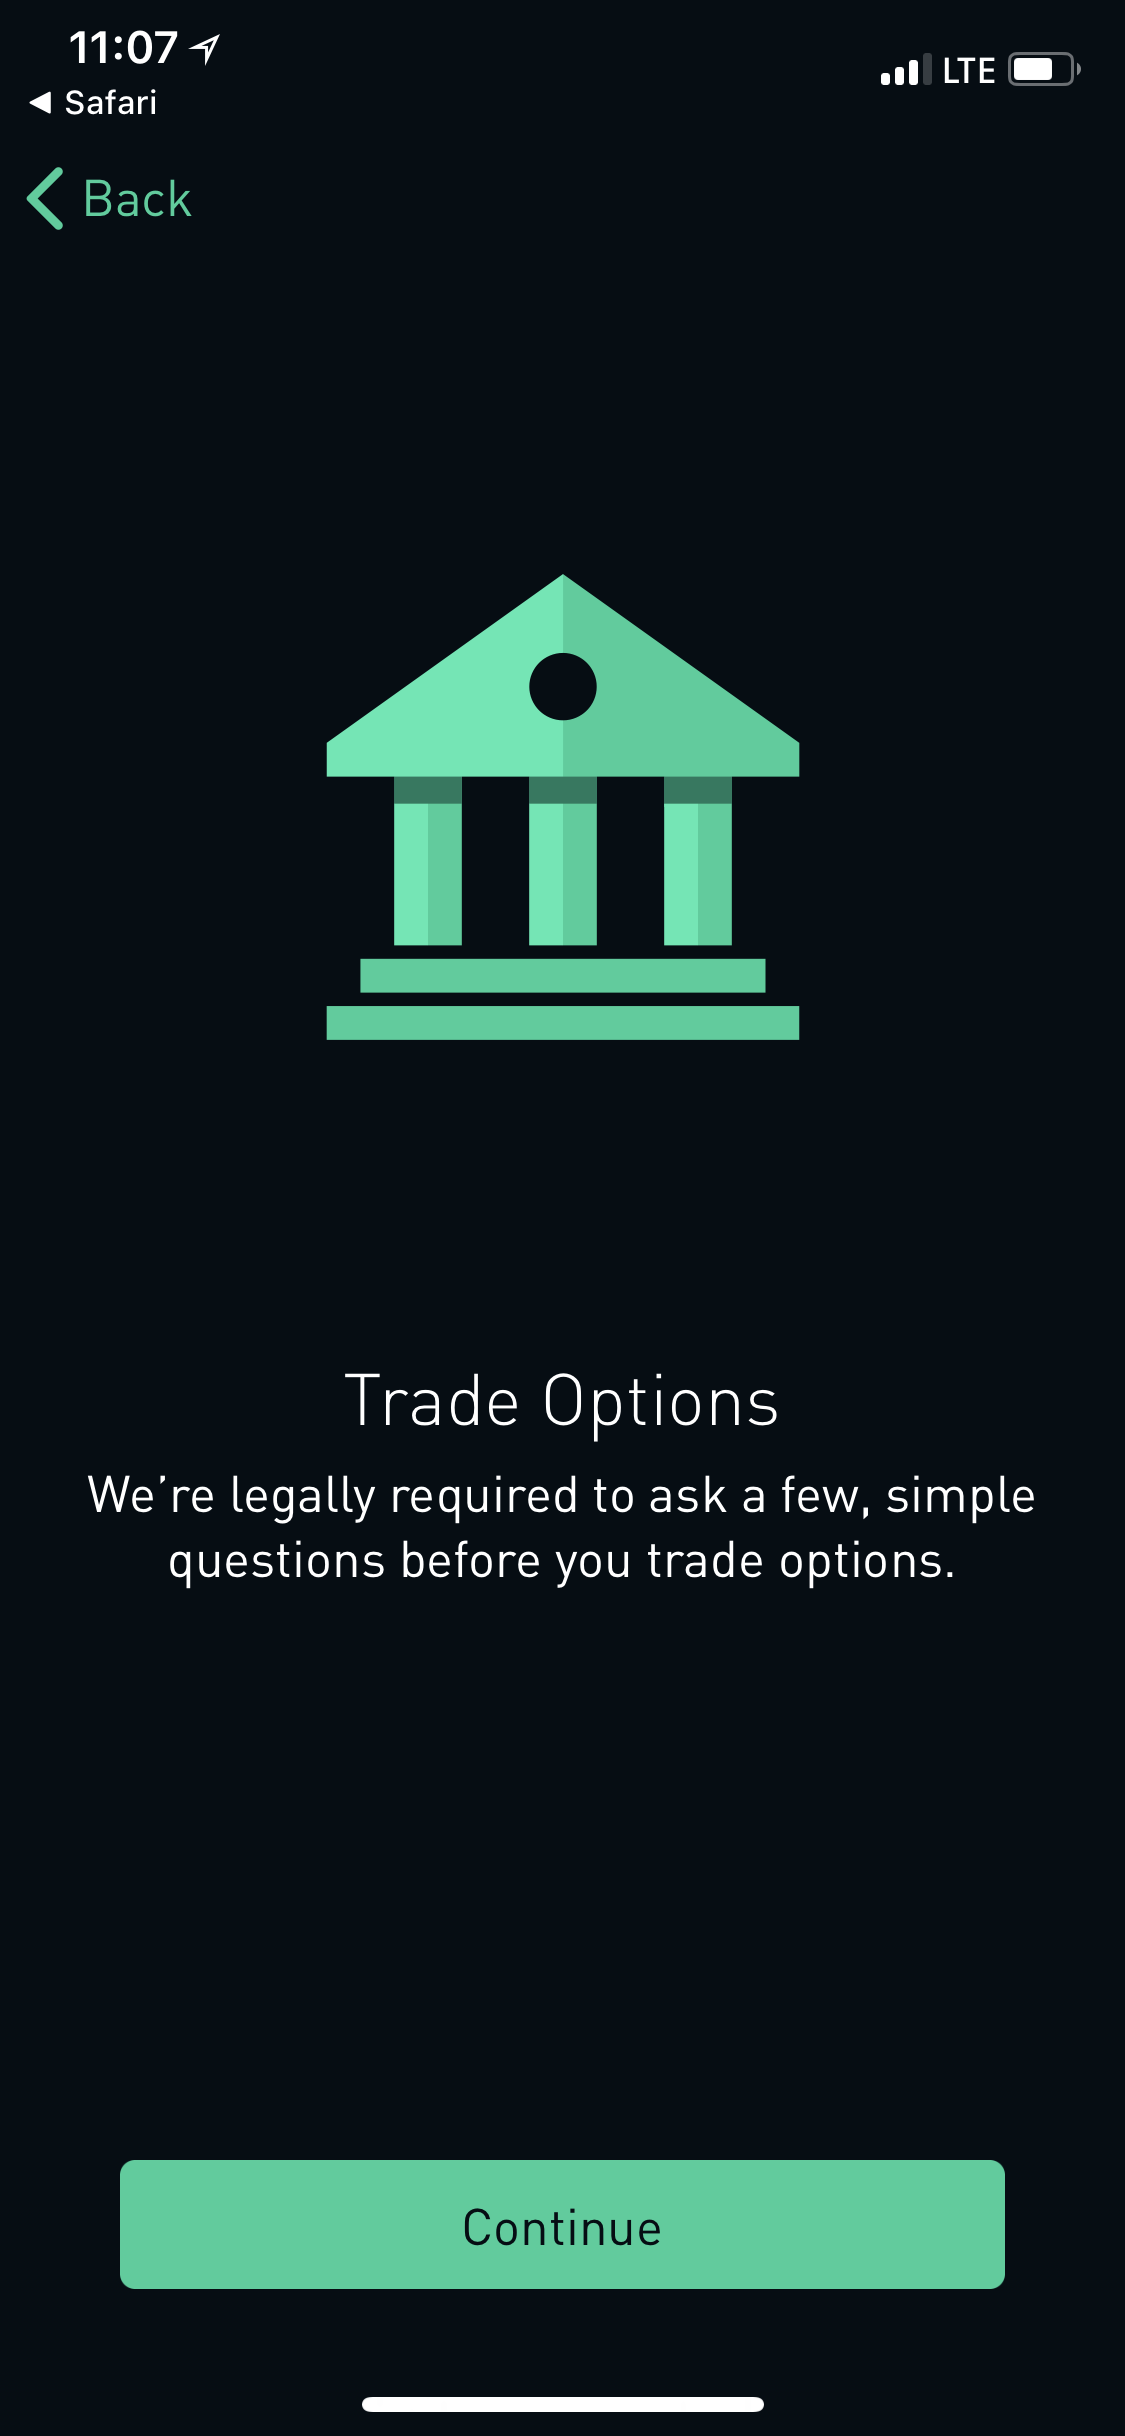 11:07
LTE
Safari
Back
Trade Options
We’re legally required to ask a few, simple
questions before you trade options.
Continue